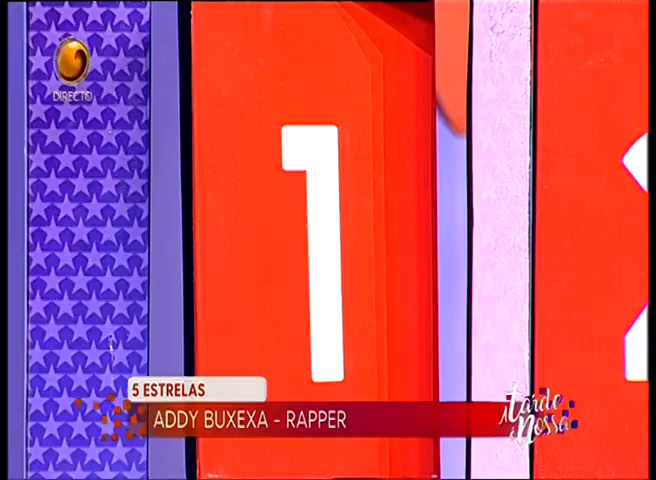 DIRECTO
1
5 ESTRELAS
ADDY BUXEXA - RAPPER
A tarde
é Nossa